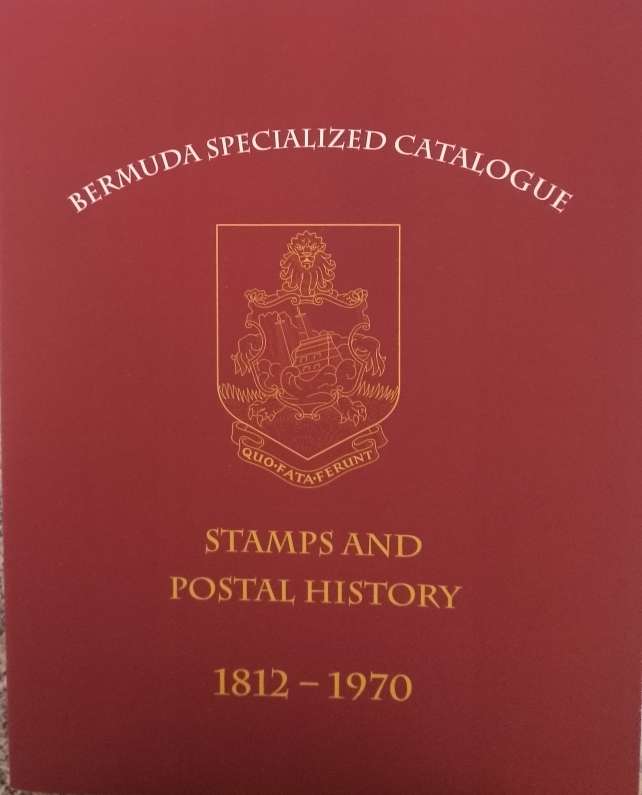 BERMUDA SPECIALIZED CATALOGUE
QUO·FATA·FERUNT
STAMPS AND
POSTAL HISTORY
1812 – 1970